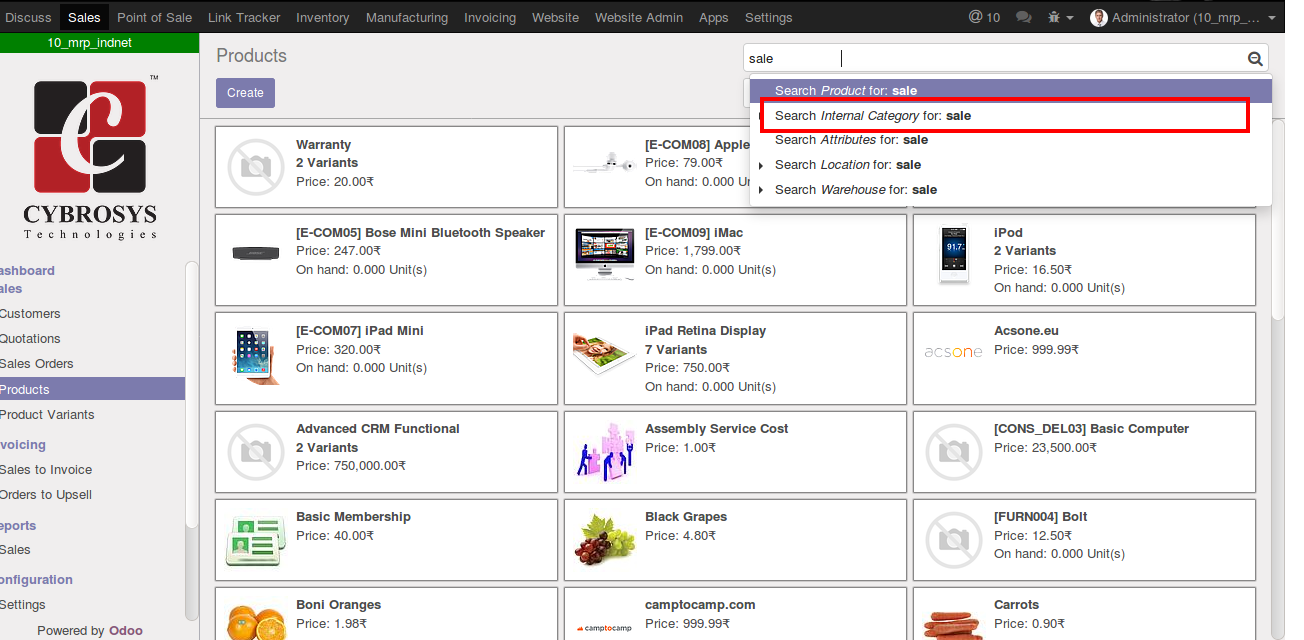 Discuss Sales Point of Sale Link Tracker Inventory Manufacturing Invoicing Website Website Admin Apps Settings @ 10 Administrator (10_mrp_...
10_mrp_indnet
CYBROSYS
Technologies
™
ashboard
ales
Customers
Quotations
Sales Orders
Products
Product Variants
voicing
Sales to Invoice
Orders to Upsell
eports
Sales
onfiguration
Settings
Powered by Odoo
Products
sale
Create
Search Product for: sale
Search Internal Category for: sale
Search Attributes for: sale
Search Location for: sale
Search Warehouse for: sale
Warranty
2 Variants
Price: 20.00₹
[E-COM08] Apple
Price: 79.00₹
On hand: 0.000 Un
[E-COM05] Bose Mini Bluetooth Speaker
Price: 247.00₹
On hand: 0.000 Unit(s)
[E-COM09] iMac
Price: 1,799.00₹
On hand: 0.000 Unit(s)
91.7
iPod
2 Variants
Price: 16.50₹
On hand: 0.000 Unit(s)
[E-COM07] iPad Mini
Price: 320.00₹
On hand: 0.000 Unit(s)
iPad Retina Display
7 Variants
Price: 750.00₹
On hand: 0.000 Unit(s)
acsone
Acsone.eu
Price: 999.99₹
Advanced CRM Functional
2 Variants
Price: 750,000.00₹
Assembly Service Cost
Price: 1.00₹
[CONS_DEL03] Basic Computer
Price: 23,500.00₹
Basic Membership
Price: 40.00₹
Black Grapes
Price: 4.80₹
[FURN004] Bolt
Price: 12.50₹
On hand: 0.000 Unit(s)
Boni Oranges
Price: 1.98₹
camptocamp
camptocamp.com
Price: 999.99₹
Carrots
Price: 0.90₹